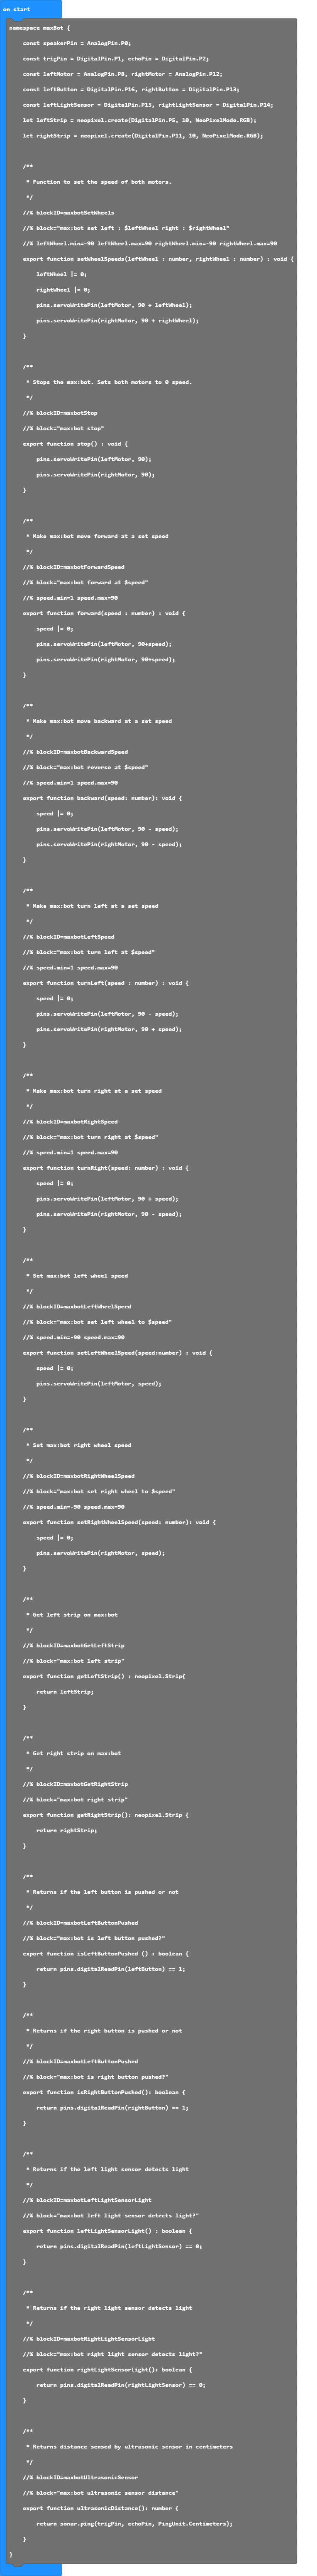 on start
namespace maxBot {
    const speakerPin = AnalogPin.P0;
    const trigPin = DigitalPin.P1, echoPin = DigitalPin.P2;
    const leftMotor = AnalogPin.P8, rightMotor = AnalogPin.P12;
    const leftButton = DigitalPin.P16, rightButton = DigitalPin.P13;
    const leftLightSensor = DigitalPin.P15, rightLightSensor = DigitalPin.P14;
    let leftStrip = neopixel.create(DigitalPin.P5, 10, NeoPixelMode.RGB);
    let rightStrip = neopixel.create(DigitalPin.P11, 10, NeoPixelMode.RGB);
    /**
     * Function to set the speed of both motors.
     */
    //% blockID=maxbotSetWheels
    //% block="max:bot set left : $leftWheel right : $rightWheel"
    //% leftWheel.min=-90 leftWheel.max=90 rightWheel.min=-90 rightWheel.max=90
    export function setWheelSpeeds(leftWheel : number, rightWheel : number) : void {
        leftWheel |= 0;
        rightWheel |= 0;
        pins.servoWritePin(leftMotor, 90 + leftWheel);
        pins.servoWritePin(rightMotor, 90 + rightWheel);
    }
    /**
     * Stops the max:bot. Sets both motors to 0 speed.
     */
    //% blockID=maxbotStop
    //% block="max:bot stop"
    export function stop() : void {
        pins.servoWritePin(leftMotor, 90);
        pins.servoWritePin(rightMotor, 90);
    }
    /**
     * Make max:bot move forward at a set speed
     */
    //% blockID=maxbotForwardSpeed
    //% block="max:bot forward at $speed"
    //% speed.min=1 speed.max=90
    export function forward(speed : number) : void {
        speed |= 0;
        pins.servoWritePin(leftMotor, 90+speed);
        pins.servoWritePin(rightMotor, 90+speed);
    }
    /**
     * Make max:bot move backward at a set speed
     */
    //% blockID=maxbotBackwardSpeed
    //% block="max:bot reverse at $speed"
    //% speed.min=1 speed.max=90
    export function backward(speed: number): void {
        speed |= 0;
        pins.servoWritePin(leftMotor, 90 - speed);
        pins.servoWritePin(rightMotor, 90 - speed);
    }
    /**
     * Make max:bot turn left at a set speed
     */
    //% blockID=maxbotLeftSpeed
    //% block="max:bot turn left at $speed"
    //% speed.min=1 speed.max=90
    export function turnLeft(speed : number) : void {
        speed |= 0;
        pins.servoWritePin(leftMotor, 90 - speed);
        pins.servoWritePin(rightMotor, 90 + speed);
    }
    /**
     * Make max:bot turn right at a set speed
     */
    //% blockID=maxbotRightSpeed
    //% block="max:bot turn right at $speed"
    //% speed.min=1 speed.max=90
    export function turnRight(speed: number) : void {
        speed |= 0;
        pins.servoWritePin(leftMotor, 90 + speed);
        pins.servoWritePin(rightMotor, 90 - speed);
    }
    /**
     * Set max:bot left wheel speed
     */
    //% blockID=maxbotLeftWheelSpeed
    //% block="max:bot set left wheel to $speed"
    //% speed.min=-90 speed.max=90
    export function setLeftWheelSpeed(speed:number) : void {
        speed |= 0;
        pins.servoWritePin(leftMotor, speed);
    }
    /**
     * Set max:bot right wheel speed
     */
    //% blockID=maxbotRightWheelSpeed
    //% block="max:bot set right wheel to $speed"
    //% speed.min=-90 speed.max=90
    export function setRightWheelSpeed(speed: number): void {
        speed |= 0;
        pins.servoWritePin(rightMotor, speed);
    }
    /**
     * Get left strip on max:bot
     */
    //% blockID=maxbotGetLeftStrip
    //% block="max:bot left strip"
    export function getLeftStrip() : neopixel.Strip{
        return leftStrip;
    }
    /**
     * Get right strip on max:bot
     */
    //% blockID=maxbotGetRightStrip
    //% block="max:bot right strip"
    export function getRightStrip(): neopixel.Strip {
        return rightStrip;
    }
    /**
     * Returns if the left button is pushed or not
     */
    //% blockID=maxbotLeftButtonPushed
    //% block="max:bot is left button pushed?"
    export function isLeftButtonPushed () : boolean {
        return pins.digitalReadPin(leftButton) == 1;
    }
    /**
     * Returns if the right button is pushed or not
     */
    //% blockID=maxbotLeftButtonPushed
    //% block="max:bot is right button pushed?"
    export function isRightButtonPushed(): boolean {
        return pins.digitalReadPin(rightButton) == 1;
    }
    /**
     * Returns if the left light sensor detects light
     */
    //% blockID=maxbotLeftLightSensorLight
    //% block="max:bot left light sensor detects light?"
    export function leftLightSensorLight() : boolean {
        return pins.digitalReadPin(leftLightSensor) == 0;
    }
    /**
     * Returns if the right light sensor detects light
     */
    //% blockID=maxbotRightLightSensorLight
    //% block="max:bot right light sensor detects light?"
    export function rightLightSensorLight(): boolean {
        return pins.digitalReadPin(rightLightSensor) == 0;
    }
    /**
     * Returns distance sensed by ultrasonic sensor in centimeters
     */
    //% blockID=maxbotUltrasonicSensor
    //% block="max:bot ultrasonic sensor distance"
    export function ultrasonicDistance(): number {
        return sonar.ping(trigPin, echoPin, PingUnit.Centimeters);
    }
}